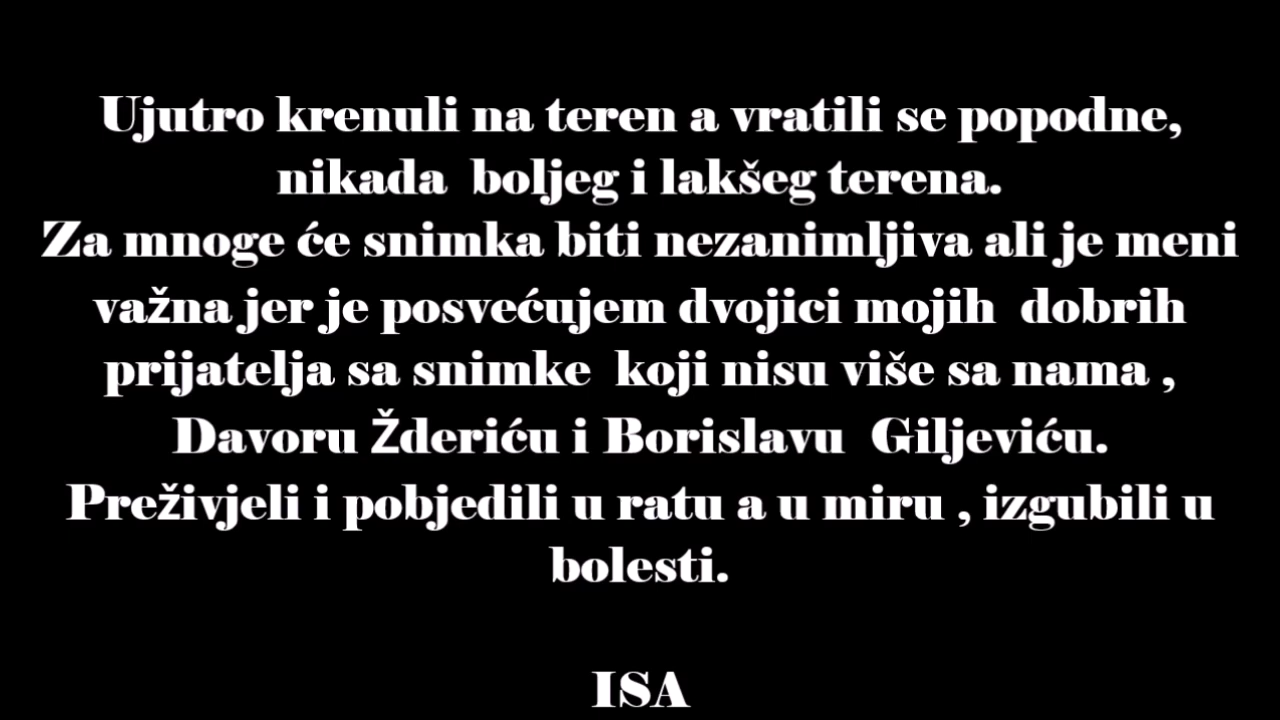 Ujutro krenuli na teren a vratili se popodne,
nikada boljeg i lakšeg terena.
Za mnoge će snimka biti nezanimljiva ali je meni
važna jer je posvećujem dvojici mojih dobrih
prijatelja sa snimke koji nisu više sa nama ,
Davoru Žderiću i Borislavu Giljeviću.
Preživjeli i pobjedili u ratu a u miru , izgubili u
bolesti.
ISA